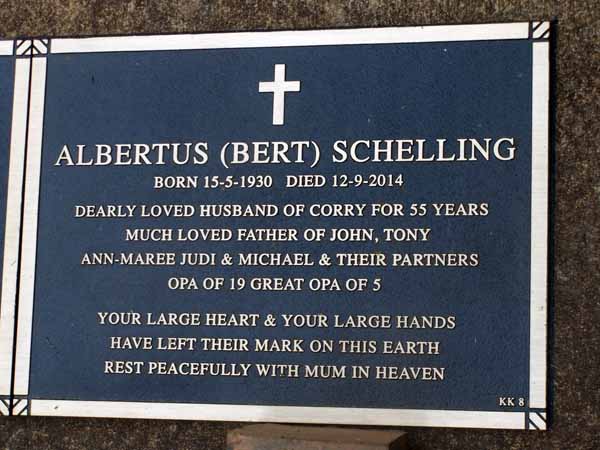 ALBERTUS (BERT) SCHELLING
BORN 15-5-1930 DIED 12-9-2014
DEARLY LOVED HUSBAND OF CORRY FOR 55 YEARS
MUCH LOVED FATHER OF JOHN, TONY
ANN-MAREE JUDI & MICHAEL & THEIR PARTNERS
OPA OF 19 GREAT OPA OF 5
YOUR LARGE HEART & YOUR LARGE HANDS
HAVE LEFT THEIR MARK ON THIS EARTH
REST PEACEFULLY WITH MUM IN HEAVEN
KK 8